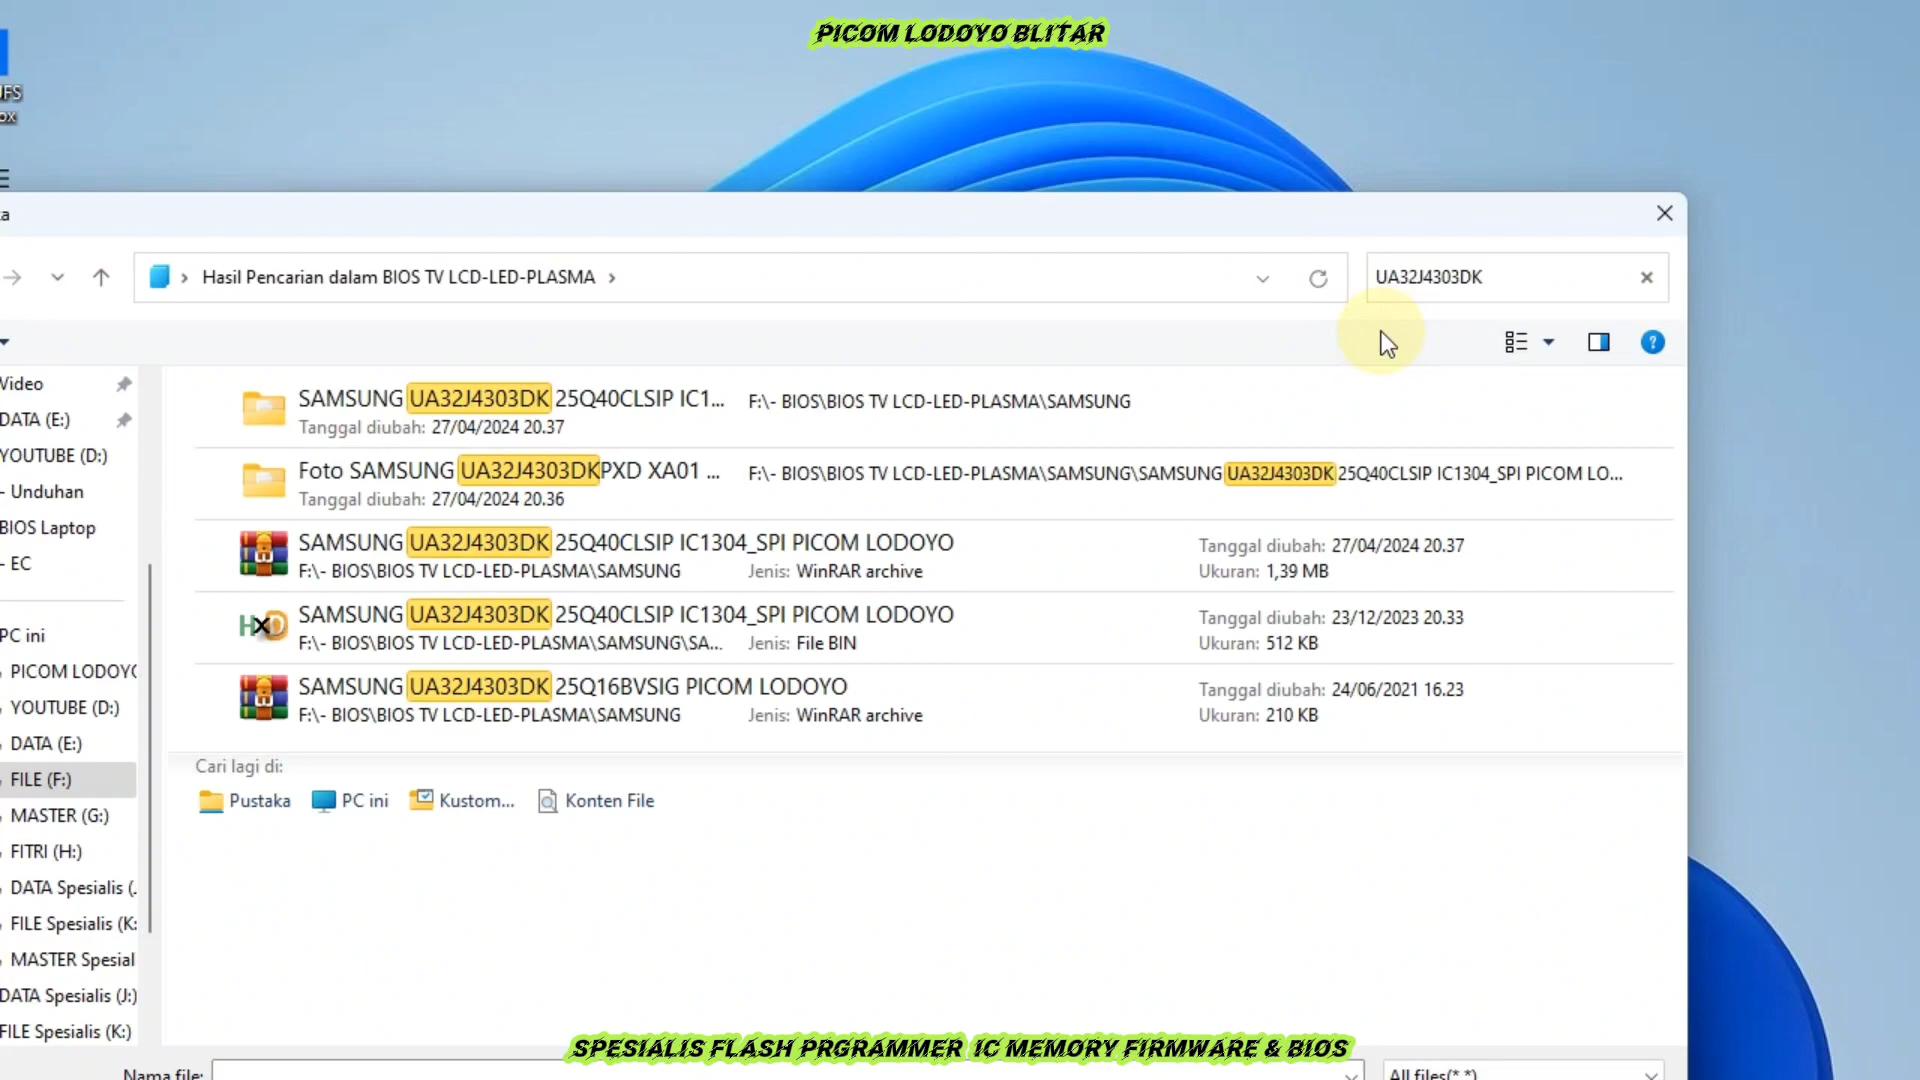 PICOM LODOYO BLITAR
Hasil Pencarian dalam BIOS TV LCD-LED-PLASMA
UA32J4303DK
SAMSUNG UA32J4303DK 25Q40CLSIP IC1...
F:\- BIOS\BIOS TV LCD-LED-PLASMA\SAMSUNG
Tanggal diubah: 27/04/2024 20.37
Foto SAMSUNG UA32J4303DKPXD XA01 ...
F:\- BIOS\BIOS TV LCD-LED-PLASMA\SAMSUNG\SAMSUNG UA32J4303DK 25Q40CLSIP IC1304_SPI PICOM LO...
Tanggal diubah: 27/04/2024 20.36
SAMSUNG UA32J4303DK 25Q40CLSIP IC1304_SPI PICOM LODOYO
Tanggal diubah: 27/04/2024 20.37
F:\- BIOS\BIOS TV LCD-LED-PLASMA\SAMSUNG
Jenis: WinRAR archive
Ukuran: 1,39 MB
SAMSUNG UA32J4303DK 25Q40CLSIP IC1304_SPI PICOM LODOYO
Tanggal diubah: 23/12/2023 20.33
F:\- BIOS\BIOS TV LCD-LED-PLASMA\SAMSUNG\SA...
Jenis: File BIN
Ukuran: 512 KB
SAMSUNG UA32J4303DK 25Q16BVSIG PICOM LODOYO
Tanggal diubah: 24/06/2021 16.23
F:\- BIOS\BIOS TV LCD-LED-PLASMA\SAMSUNG
Jenis: WinRAR archive
Ukuran: 210 KB
Cari lagi di:
Pustaka
PC ini
Kustom...
Konten File
Video
DATA (E:)
YOUTUBE (D:)
- Unduhan
BIOS Laptop
- EC
PC ini
PICOM LODOYO
YOUTUBE (D:)
DATA (E:)
FILE (F:)
MASTER (G:)
FITRI (H:)
DATA Spesialis (
FILE Spesialis (K:
MASTER Spesial
DATA Spesialis (J:)
FILE Spesialis (K:)
Nama file:
All files(*.*)
SPESIALIS FLASH PRGRAMMER IC MEMORY FIRMWARE & BIOS